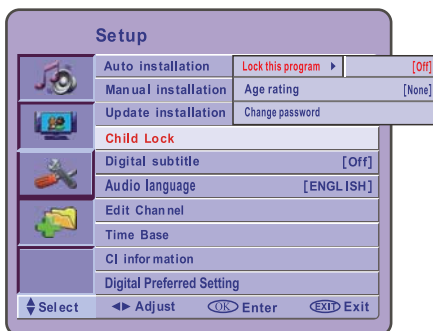 Setup
Auto installation
Lock this program [Off]
Manual installation
Age rating [None]
Update installation
Change password
Child Lock
Digital subtitle [Off]
Audio language [ENGLISH]
Edit Channel
Time Base
CI information
Digital Preferred Setting
Select Adjust OK Enter EXIT Exit